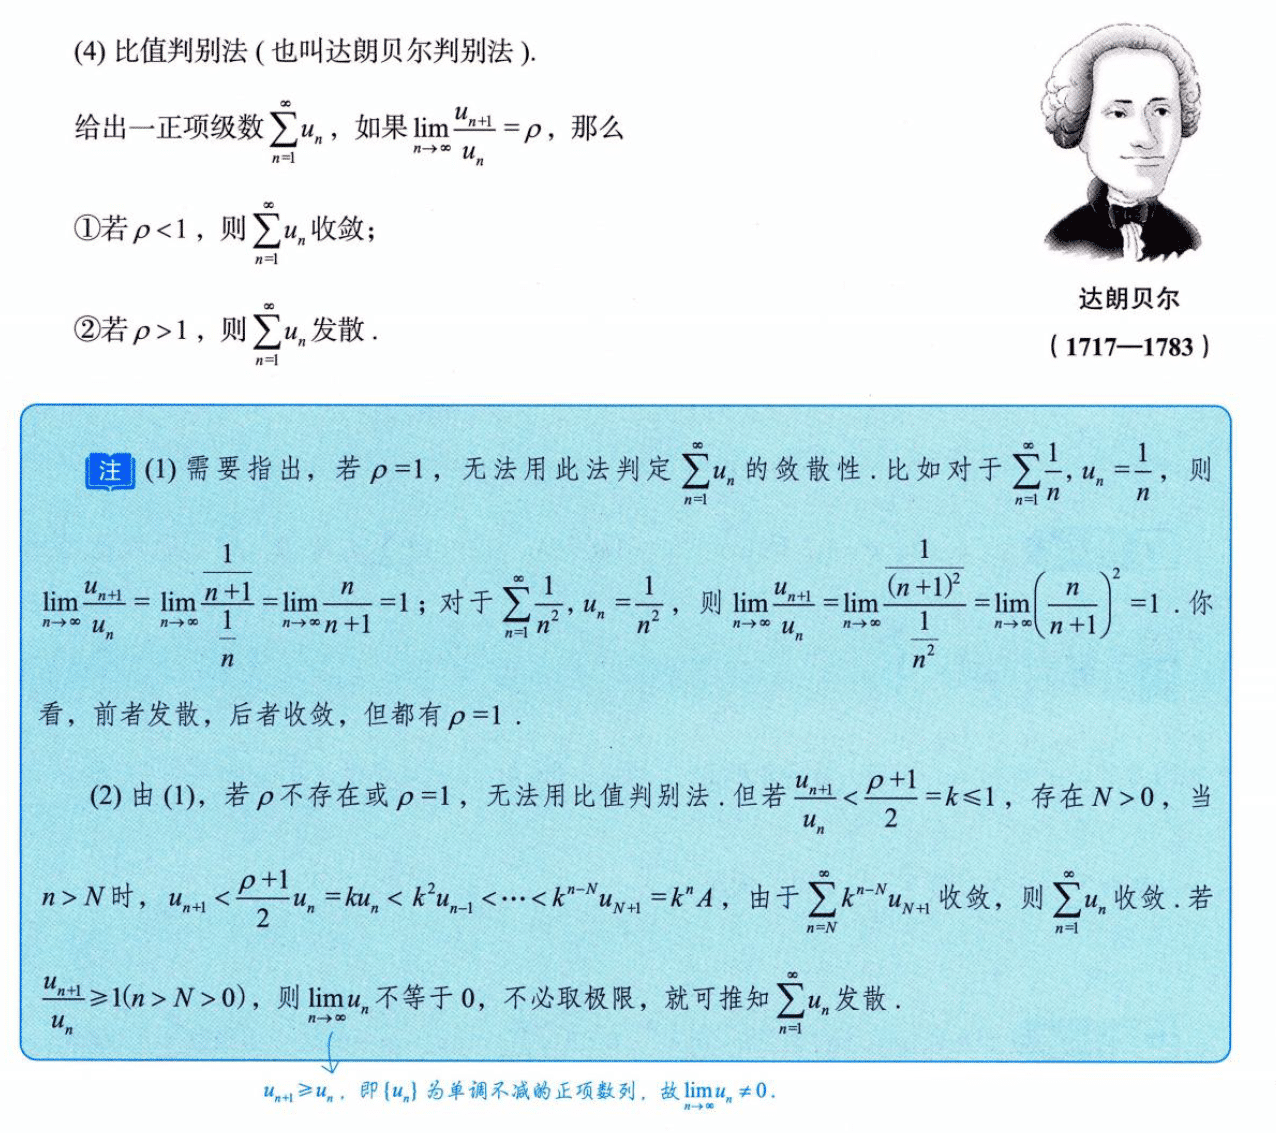 (4) 比值判别法 ( 也叫达朗贝尔判别法 ).
给出一正项级数 $\sum_{n=1}^{\infty} u_n$，如果 $\lim_{n\to\infty}\frac{u_{n+1}}{u_n}=\rho$，那么
①若 $\rho<1$，则 $\sum_{n=1}^{\infty} u_n$ 收敛；
②若 $\rho>1$，则 $\sum_{n=1}^{\infty} u_n$ 发散 .
达朗贝尔
( 1717—1783 )
注 (1) 需要指出，若 $\rho=1$，无法用此法判定 $\sum_{n=1}^{\infty} u_n$ 的敛散性 . 比如对于 $\sum_{n=1}^{\infty}\frac{1}{n}, u_n=\frac{1}{n}$，则
$\lim_{n\to\infty}\frac{u_{n+1}}{u_n}=\lim_{n\to\infty}\frac{\frac{1}{n+1}}{\frac{1}{n}}=\lim_{n\to\infty}\frac{n}{n+1}=1$；对于 $\sum_{n=1}^{\infty}\frac{1}{n^2}, u_n=\frac{1}{n^2}$，则 $\lim_{n\to\infty}\frac{u_{n+1}}{u_n}=\lim_{n\to\infty}\frac{\frac{1}{(n+1)^2}}{\frac{1}{n^2}}=\lim_{n\to\infty}\left(\frac{n}{n+1}\right)^2=1$ . 你
看，前者发散，后者收敛，但都有 $\rho=1$ .
(2) 由 (1)，若 $\rho$ 不存在或 $\rho=1$，无法用比值判别法 . 但若 $\frac{u_{n+1}}{u_n}<\frac{\rho+1}{2}=k\leqslant 1$，存在 $N>0$，当
$n>N$ 时，$u_{n+1}<\frac{\rho+1}{2}u_n=ku_n<k^2u_{n-1}<\cdots<k^{n-N}u_{N+1}=k^nA$，由于 $\sum_{n=N}^{\infty}k^{n-N}u_{N+1}$ 收敛，则 $\sum_{n=1}^{\infty}u_n$ 收敛 . 若
$\frac{u_{n+1}}{u_n}\geqslant 1(n>N>0)$，则 $\lim_{n\to\infty}u_n$ 不等于 0，不必取极限，就可推知 $\sum_{n=1}^{\infty}u_n$ 发散 .
$u_{n+1}\geqslant u_n$，即 $\{u_n\}$ 为单调不减的正项数列，故 $\lim_{n\to\infty}u_n\neq 0$.